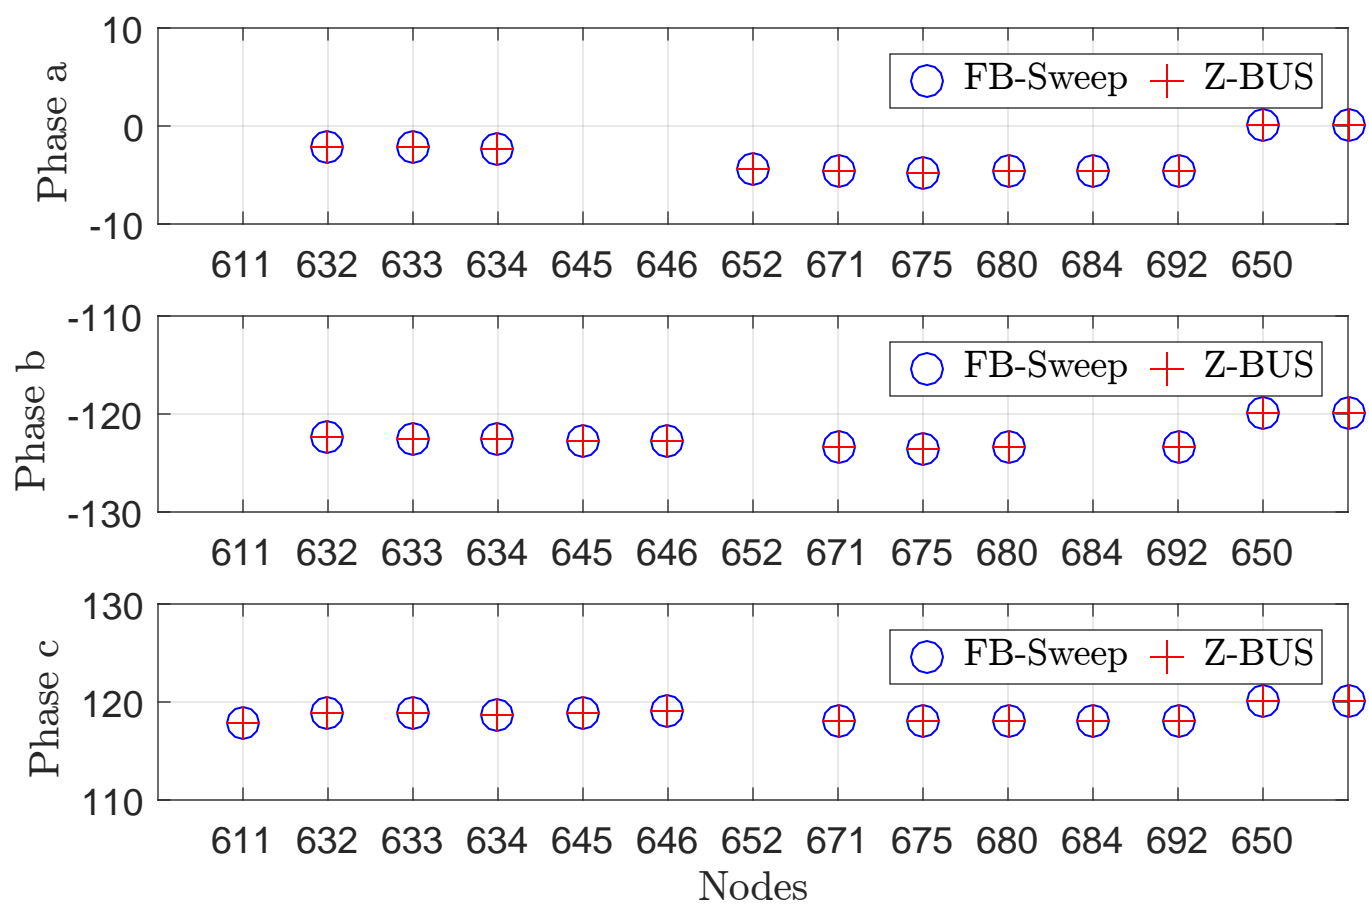 10
FB-Sweep Z-BUS
Phase a
0
-10
611 632 633 634 645 646 652 671 675 680 684 692 650
-110
FB-Sweep Z-BUS
Phase b
-120
-130
611 632 633 634 645 646 652 671 675 680 684 692 650
130
FB-Sweep Z-BUS
Phase c
120
110
611 632 633 634 645 646 652 671 675 680 684 692 650
Nodes